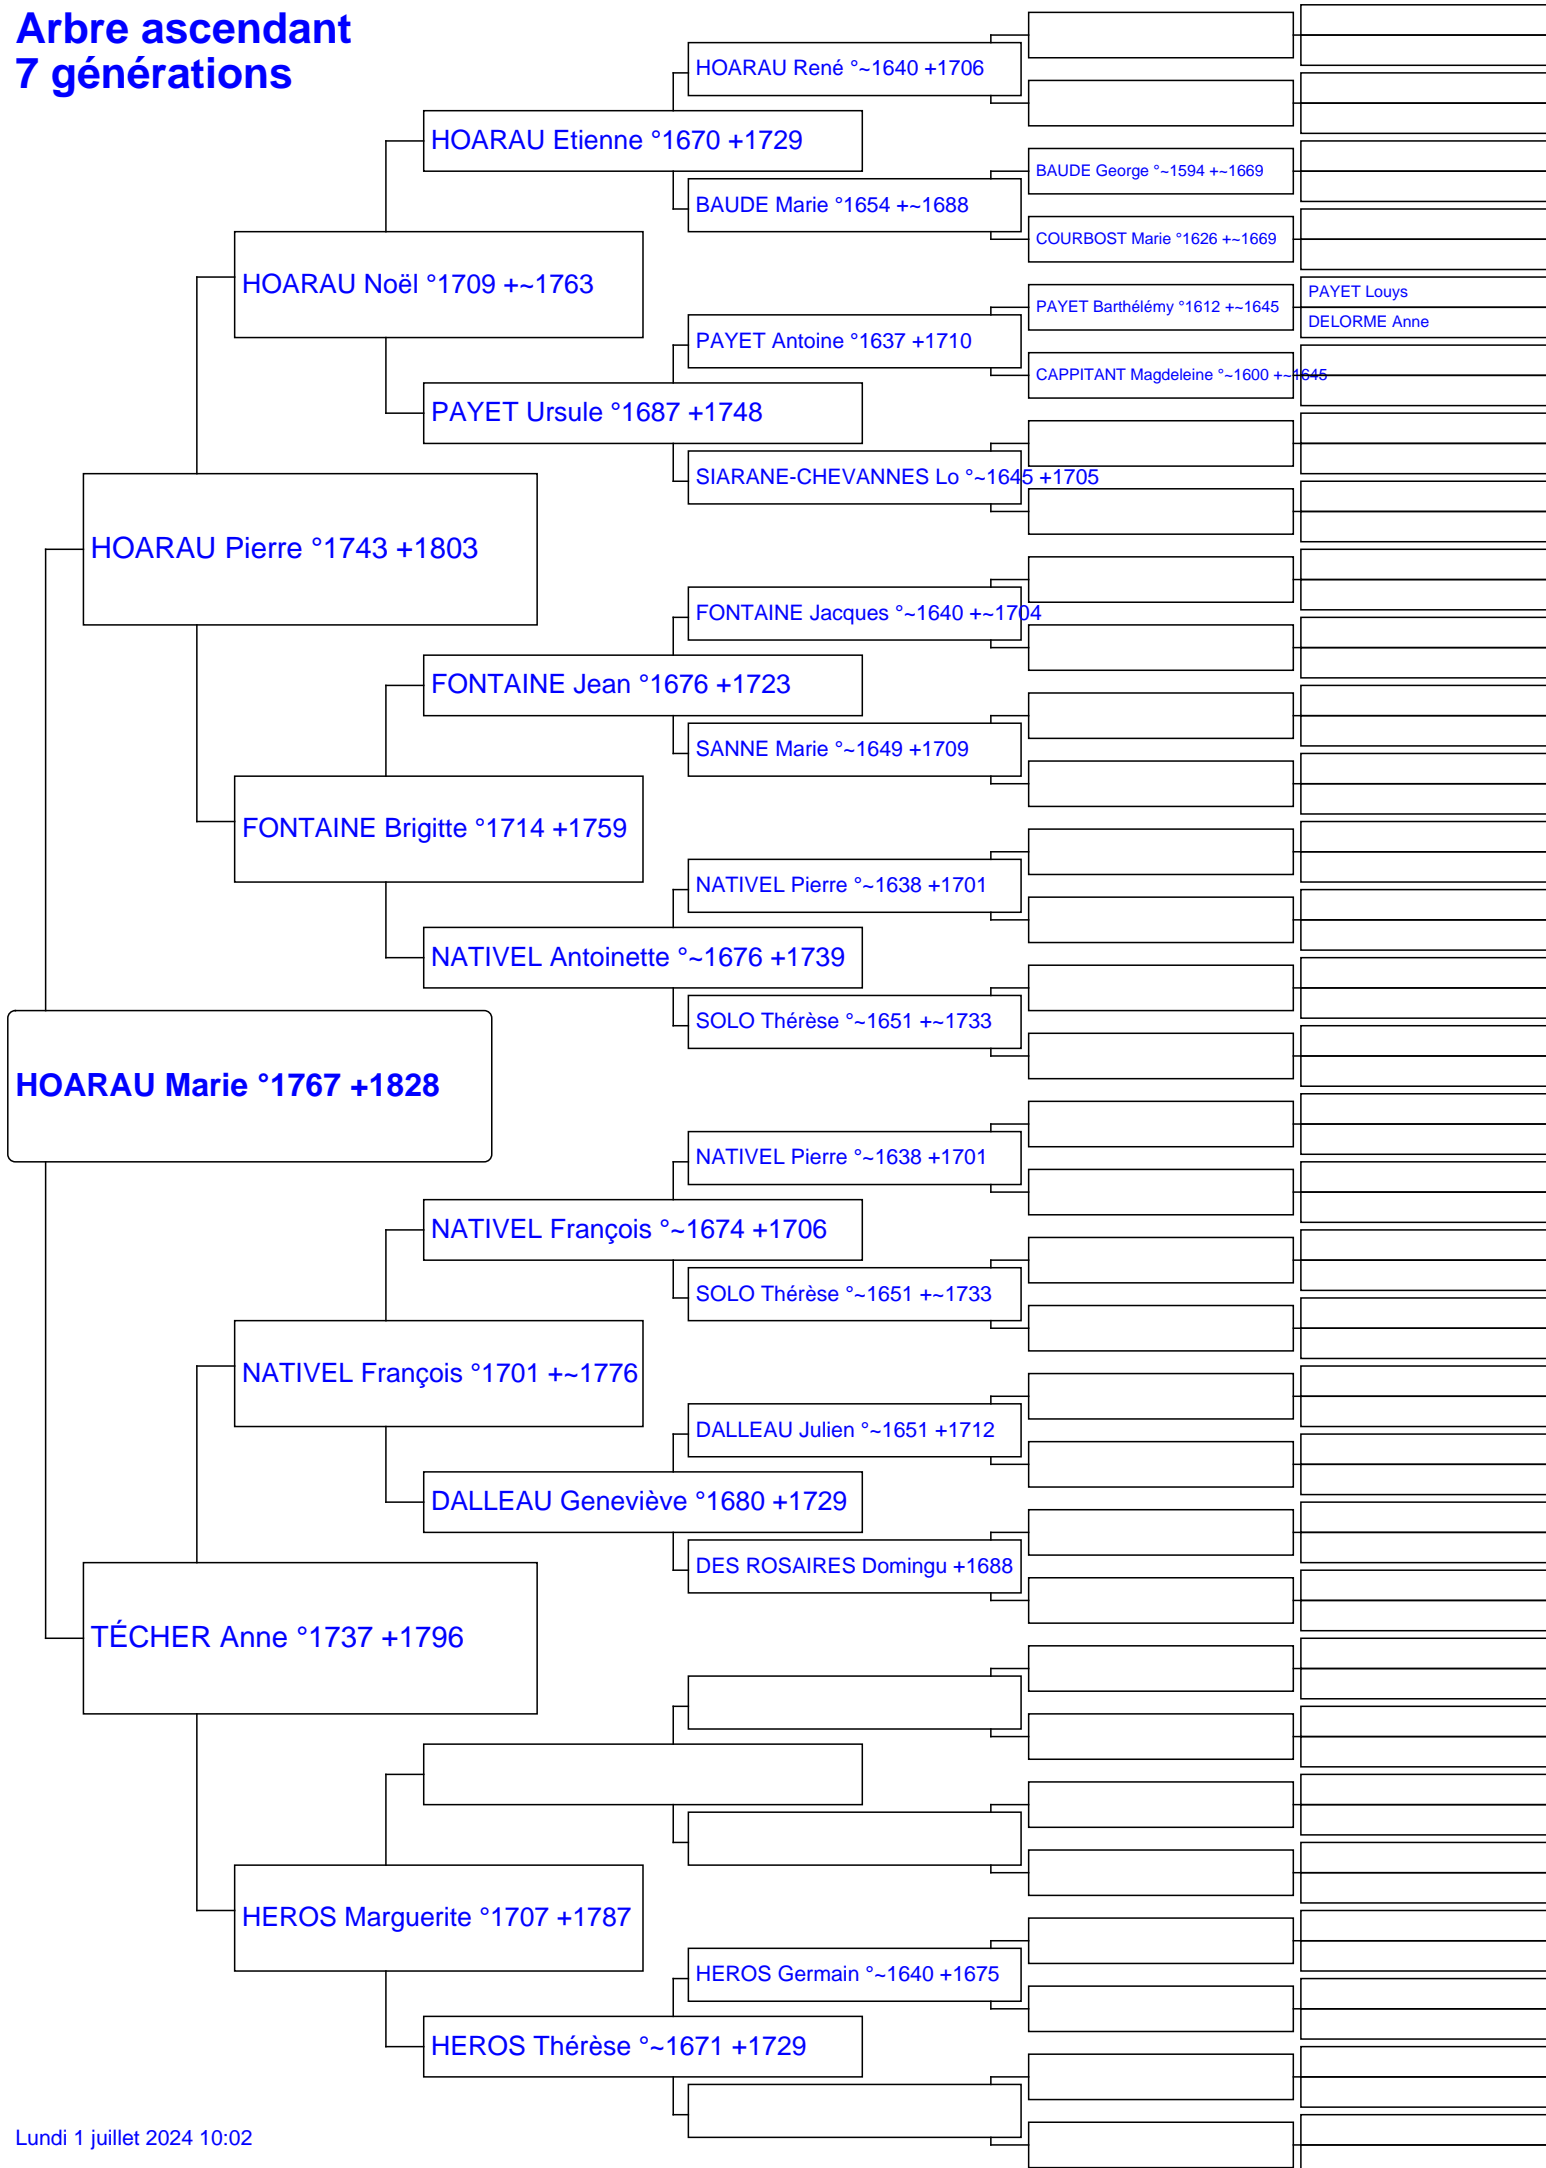 Arbre ascendant
7 générations
HOARAU René °~1640 +1706
HOARAU Etienne °1670 +1729
BAUDE George °~1594 +~1669
BAUDE Marie °1654 +~1688
COURBOST Marie °1626 +~1669
HOARAU Noël °1709 +~1763
PAYET Louys
PAYET Barthélémy °1612 +~1645
DELORME Anne
PAYET Antoine °1637 +1710
CAPPITANT Magdeleine °~1600 +~1645
PAYET Ursule °1687 +1748
SIARANE-CHEVANNES Lo °~1645 +1705
HOARAU Pierre °1743 +1803
FONTAINE Jacques °~1640 +~1704
FONTAINE Jean °1676 +1723
SANNE Marie °~1649 +1709
FONTAINE Brigitte °1714 +1759
NATIVEL Pierre °~1638 +1701
NATIVEL Antoinette °~1676 +1739
SOLO Thérèse °~1651 +~1733
HOARAU Marie °1767 +1828
NATIVEL Pierre °~1638 +1701
NATIVEL François °~1674 +1706
SOLO Thérèse °~1651 +~1733
NATIVEL François °1701 +~1776
DALLEAU Julien °~1651 +1712
DALLEAU Geneviève °1680 +1729
DES ROSAIRES Domingu +1688
TÉCHER Anne °1737 +1796
HEROS Marguerite °1707 +1787
HEROS Germain °~1640 +1675
HEROS Thérèse °~1671 +1729
Lundi 1 juillet 2024 10:02